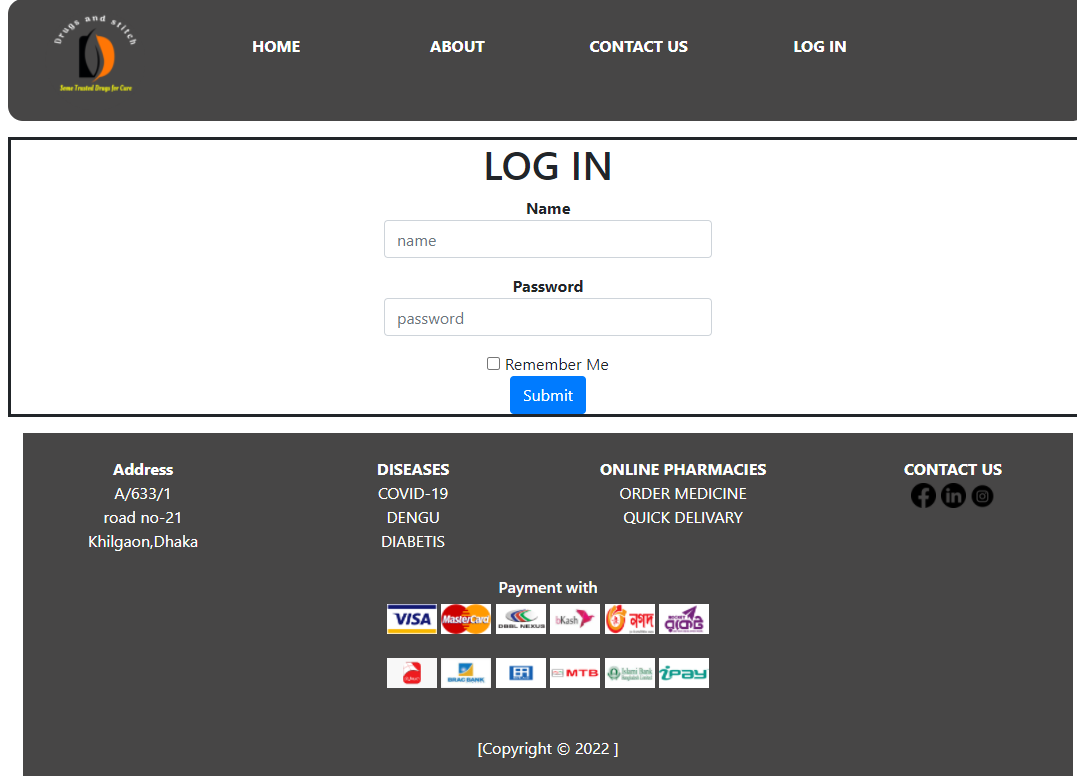 Drugs and stitch
Some Trusted Drugs for Care
HOME ABOUT CONTACT US LOG IN
LOG IN
Name
name
Password
password
Remember Me
Submit
Address
A/633/1
road no-21
Khilgaon,Dhaka
DISEASES
COVID-19
DENGU
DIABETIS
ONLINE PHARMACIES
ORDER MEDICINE
QUICK DELIVARY
CONTACT US
in
Payment with
VISA MasterCard DBBL NEXUS bKash নগদ রকেট
BRAC BANK MTB Islami Bank iPay
[Copyright © 2022 ]